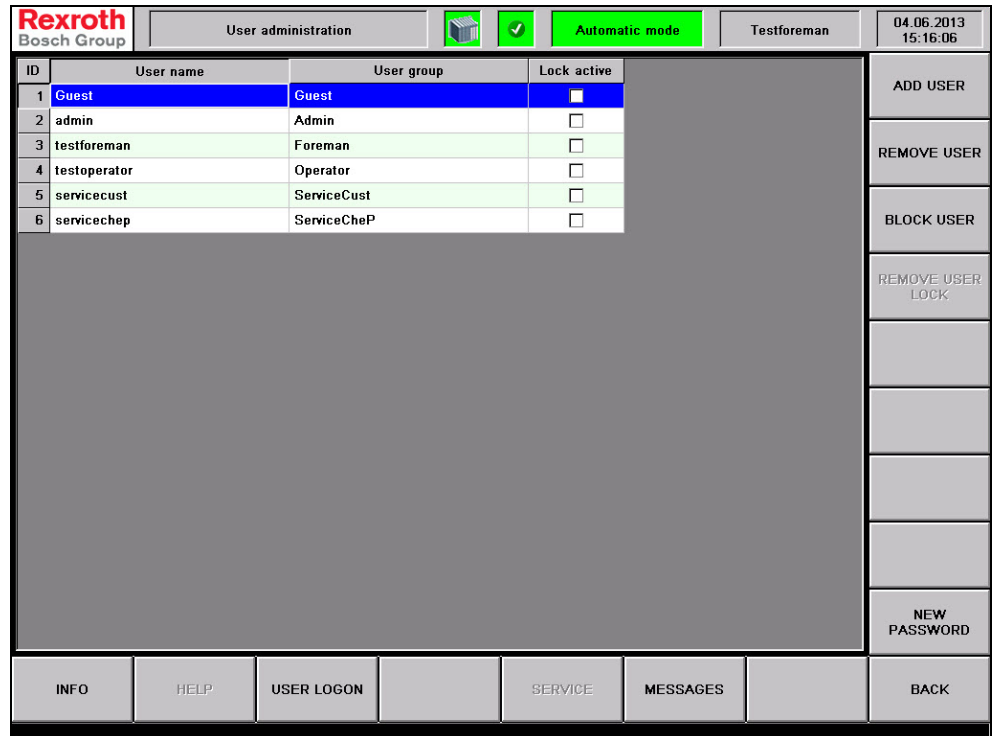 Rexroth
Bosch Group
User administration
Automatic mode
Testforeman
04.06.2013
15:16:06
ID User name User group Lock active
1 Guest Guest
2 admin Admin
3 testforeman Foreman
4 testoperator Operator
5 servicecust ServiceCust
6 servicechep ServiceCheP
ADD USER
REMOVE USER
BLOCK USER
REMOVE USER
LOCK
NEW
PASSWORD
INFO HELP USER LOGON SERVICE MESSAGES BACK